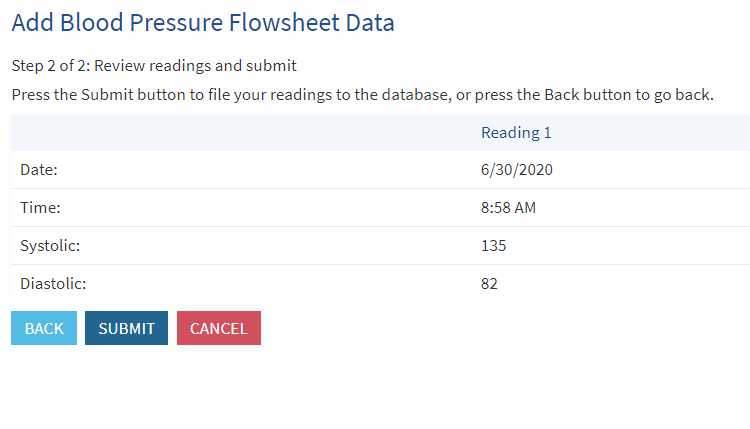 Add Blood Pressure Flowsheet Data
Step 2 of 2: Review readings and submit
Press the Submit button to file your readings to the database, or press the Back button to go back.
Reading 1
Date: 6/30/2020
Time: 8:58 AM
Systolic: 135
Diastolic: 82
BACK SUBMIT CANCEL